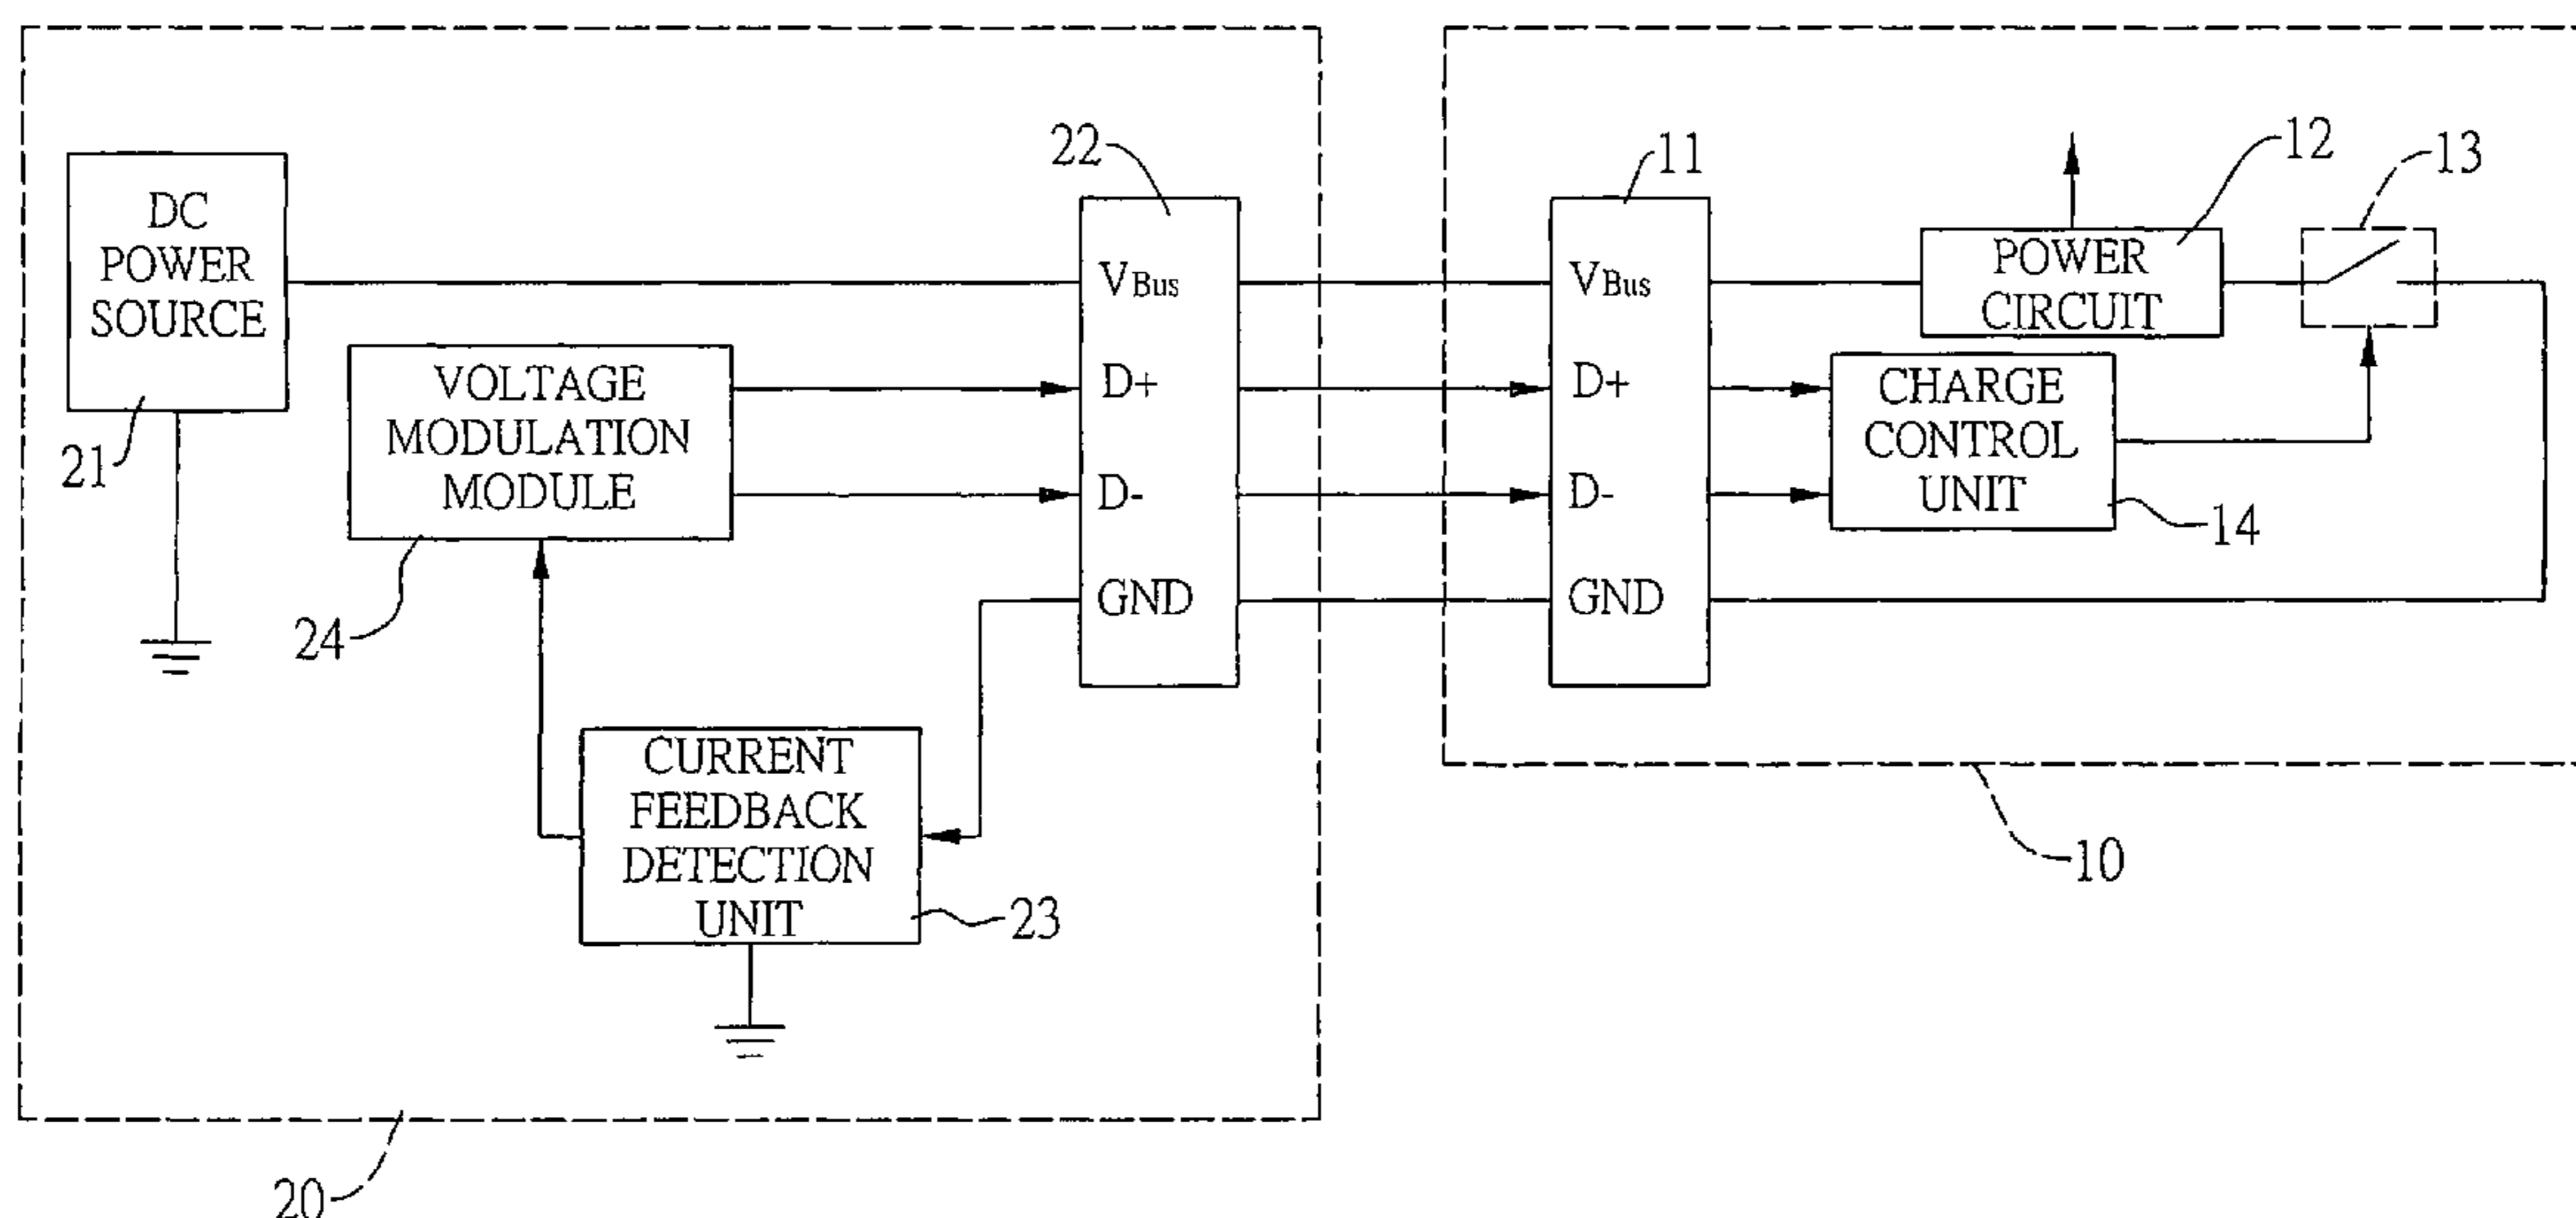 DC
POWER
SOURCE
21
VOLTAGE
MODULATION
MODULE
24
22
VBus
D+
D-
GND
CURRENT
FEEDBACK
DETECTION
UNIT
23
20
11
VBus
D+
D-
GND
POWER
CIRCUIT
12
13
CHARGE
CONTROL
UNIT
14
10